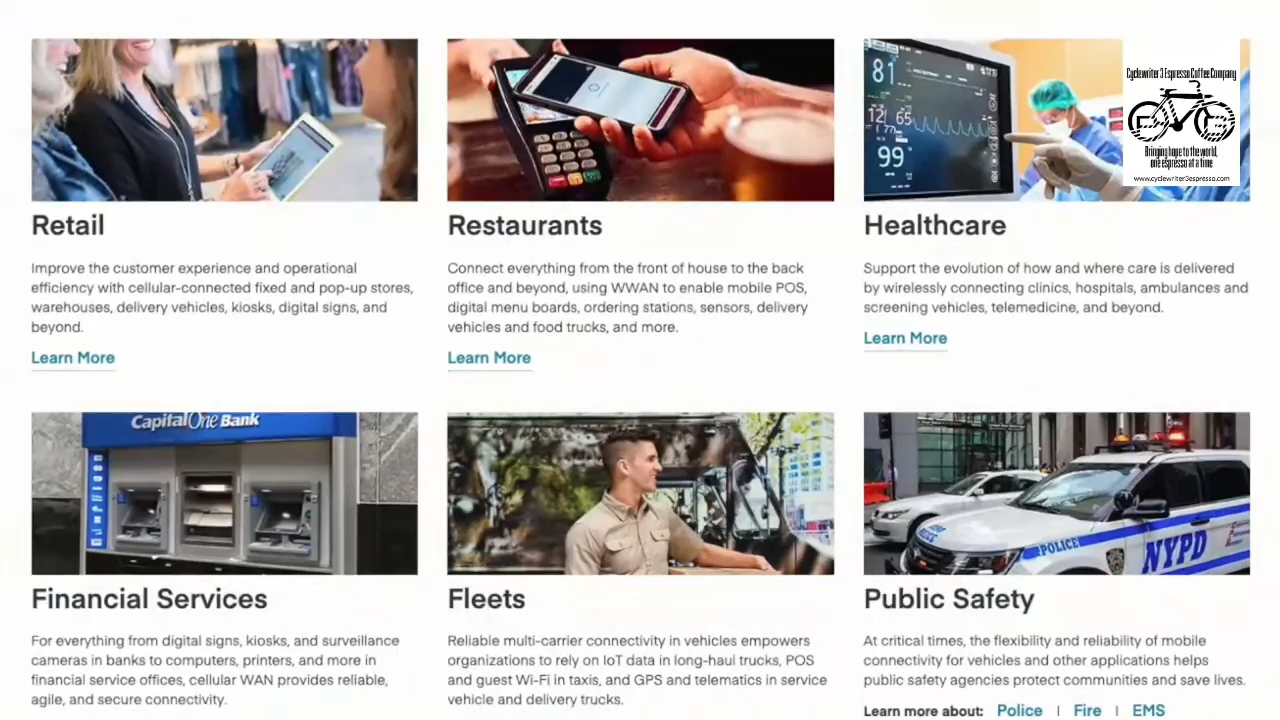 81
12/ 65
( 77)
99
Cyclewriter 3 Espresso Coffee Company
Bringing hope to the world,
one espresso at a time
www.cyclewriter3espresso.com
Retail
Improve the customer experience and operational
efficiency with cellular-connected fixed and pop-up stores,
warehouses, delivery vehicles, kiosks, digital signs, and
beyond.
Learn More
Restaurants
Connect everything from the front of house to the back
office and beyond, using WWAN to enable mobile POS,
digital menu boards, ordering stations, sensors, delivery
vehicles and food trucks, and more.
Learn More
Healthcare
Support the evolution of how and where care is delivered
by wirelessly connecting clinics, hospitals, ambulances and
screening vehicles, telemedicine, and beyond.
Learn More
CapitalOne Bank
Financial Services
For everything from digital signs, kiosks, and surveillance
cameras in banks to computers, printers, and more in
financial service offices, cellular WAN provides reliable,
agile, and secure connectivity.
Fleets
Reliable multi-carrier connectivity in vehicles empowers
organizations to rely on IoT data in long-haul trucks, POS
and guest Wi-Fi in taxis, and GPS and telematics in service
vehicle and delivery trucks.
POLICE
NYPD
Public Safety
At critical times, the flexibility and reliability of mobile
connectivity for vehicles and other applications helps
public safety agencies protect communities and save lives.
Learn more about: Police | Fire | EMS